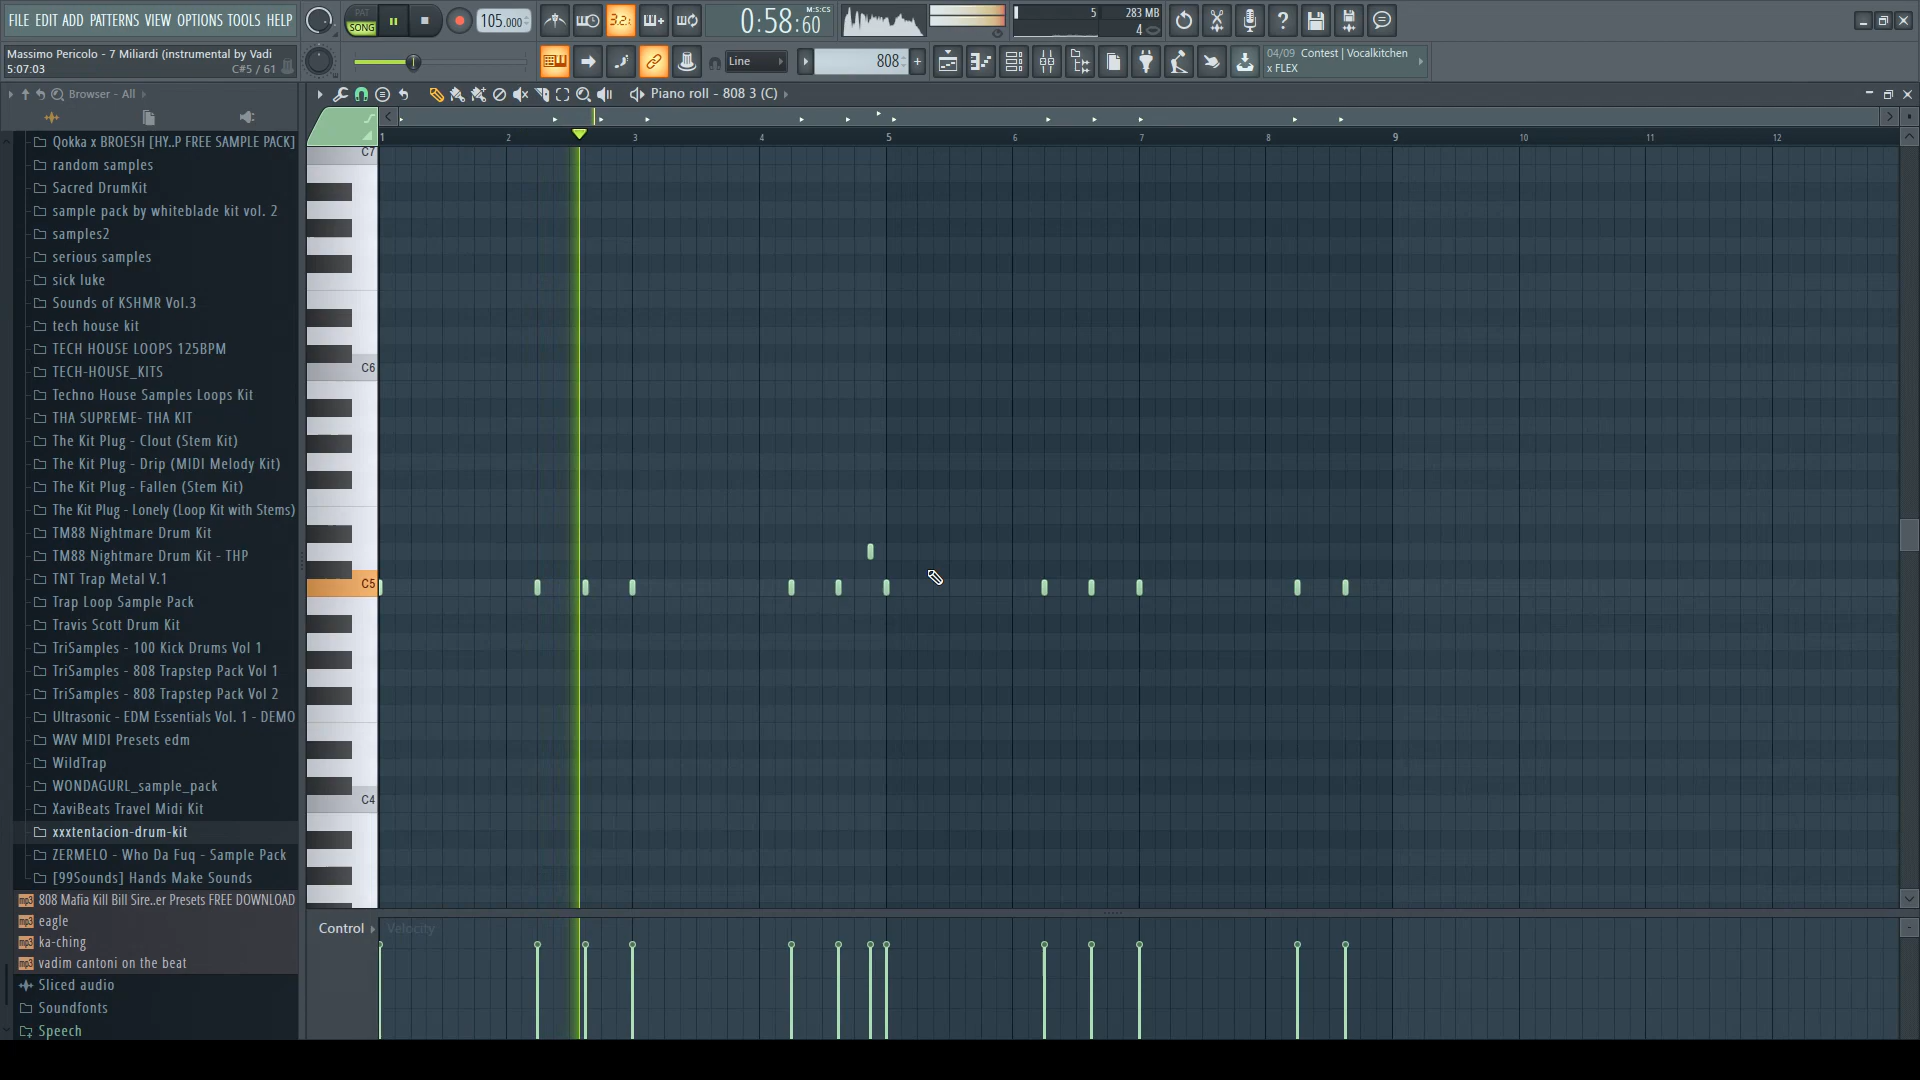 FILE EDIT ADD PATTERNS VIEW OPTIONS TOOLS HELP
PAT
SONG
105.000
3.2.
0:58:60
M:S:CS
5
283 MB
4
Massimo Pericolo - 7 Miliardi (instrumental by Vadi
5:07:03
C#5 / 61
Line
808
04/09 Contest | Vocalkitchen
x FLEX
Browser - All
Piano roll - 808 3 (C)
1 2 3 4 5 6 7 8 9 10 11 12
C7
C6
C5
C4
Qokka x BROESH [HY..P FREE SAMPLE PACK]
random samples
Sacred DrumKit
sample pack by whiteblade kit vol. 2
samples2
serious samples
sick luke
Sounds of KSHMR Vol.3
tech house kit
TECH HOUSE LOOPS 125BPM
TECH-HOUSE_KITS
Techno House Samples Loops Kit
THA SUPREME- THA KIT
The Kit Plug - Clout (Stem Kit)
The Kit Plug - Drip (MIDI Melody Kit)
The Kit Plug - Fallen (Stem Kit)
The Kit Plug - Lonely (Loop Kit with Stems)
TM88 Nightmare Drum Kit
TM88 Nightmare Drum Kit - THP
TNT Trap Metal V.1
Trap Loop Sample Pack
Travis Scott Drum Kit
TriSamples - 100 Kick Drums Vol 1
TriSamples - 808 Trapstep Pack Vol 1
TriSamples - 808 Trapstep Pack Vol 2
Ultrasonic - EDM Essentials Vol. 1 - DEMO
WAV MIDI Presets edm
WildTrap
WONDAGURL_sample_pack
XaviBeats Travel Midi Kit
xxxtentacion-drum-kit
ZERMELO - Who Da Fuq - Sample Pack
[99Sounds] Hands Make Sounds
808 Mafia Kill Bill Sire..er Presets FREE DOWNLOAD
eagle
ka-ching
vadim cantoni on the beat
Sliced audio
Soundfonts
Speech
Control
Velocity